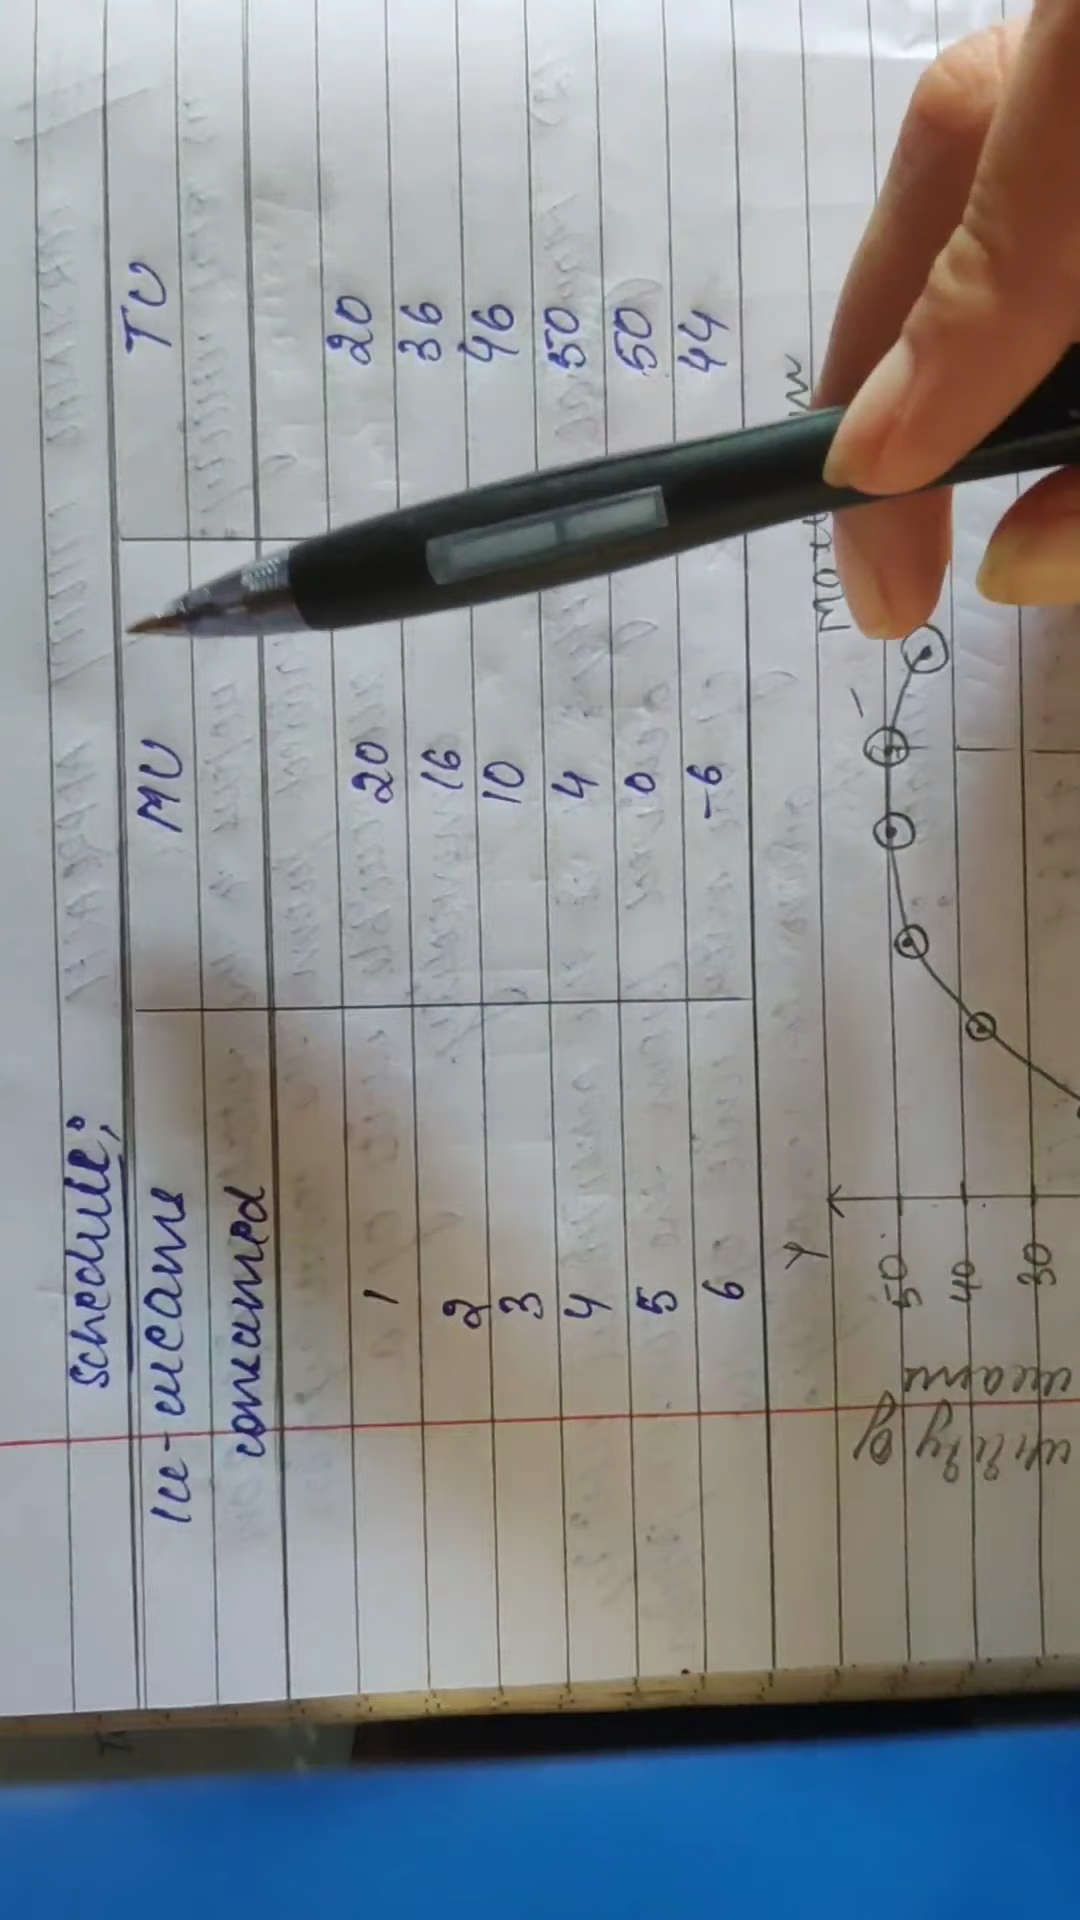 Schedule:
Ice-creams MU TU
consumed
1 20 20
2 16 36
3 10 46
4 4 50
5 0 50
6 -6 44
Y
50
40
30
utility of